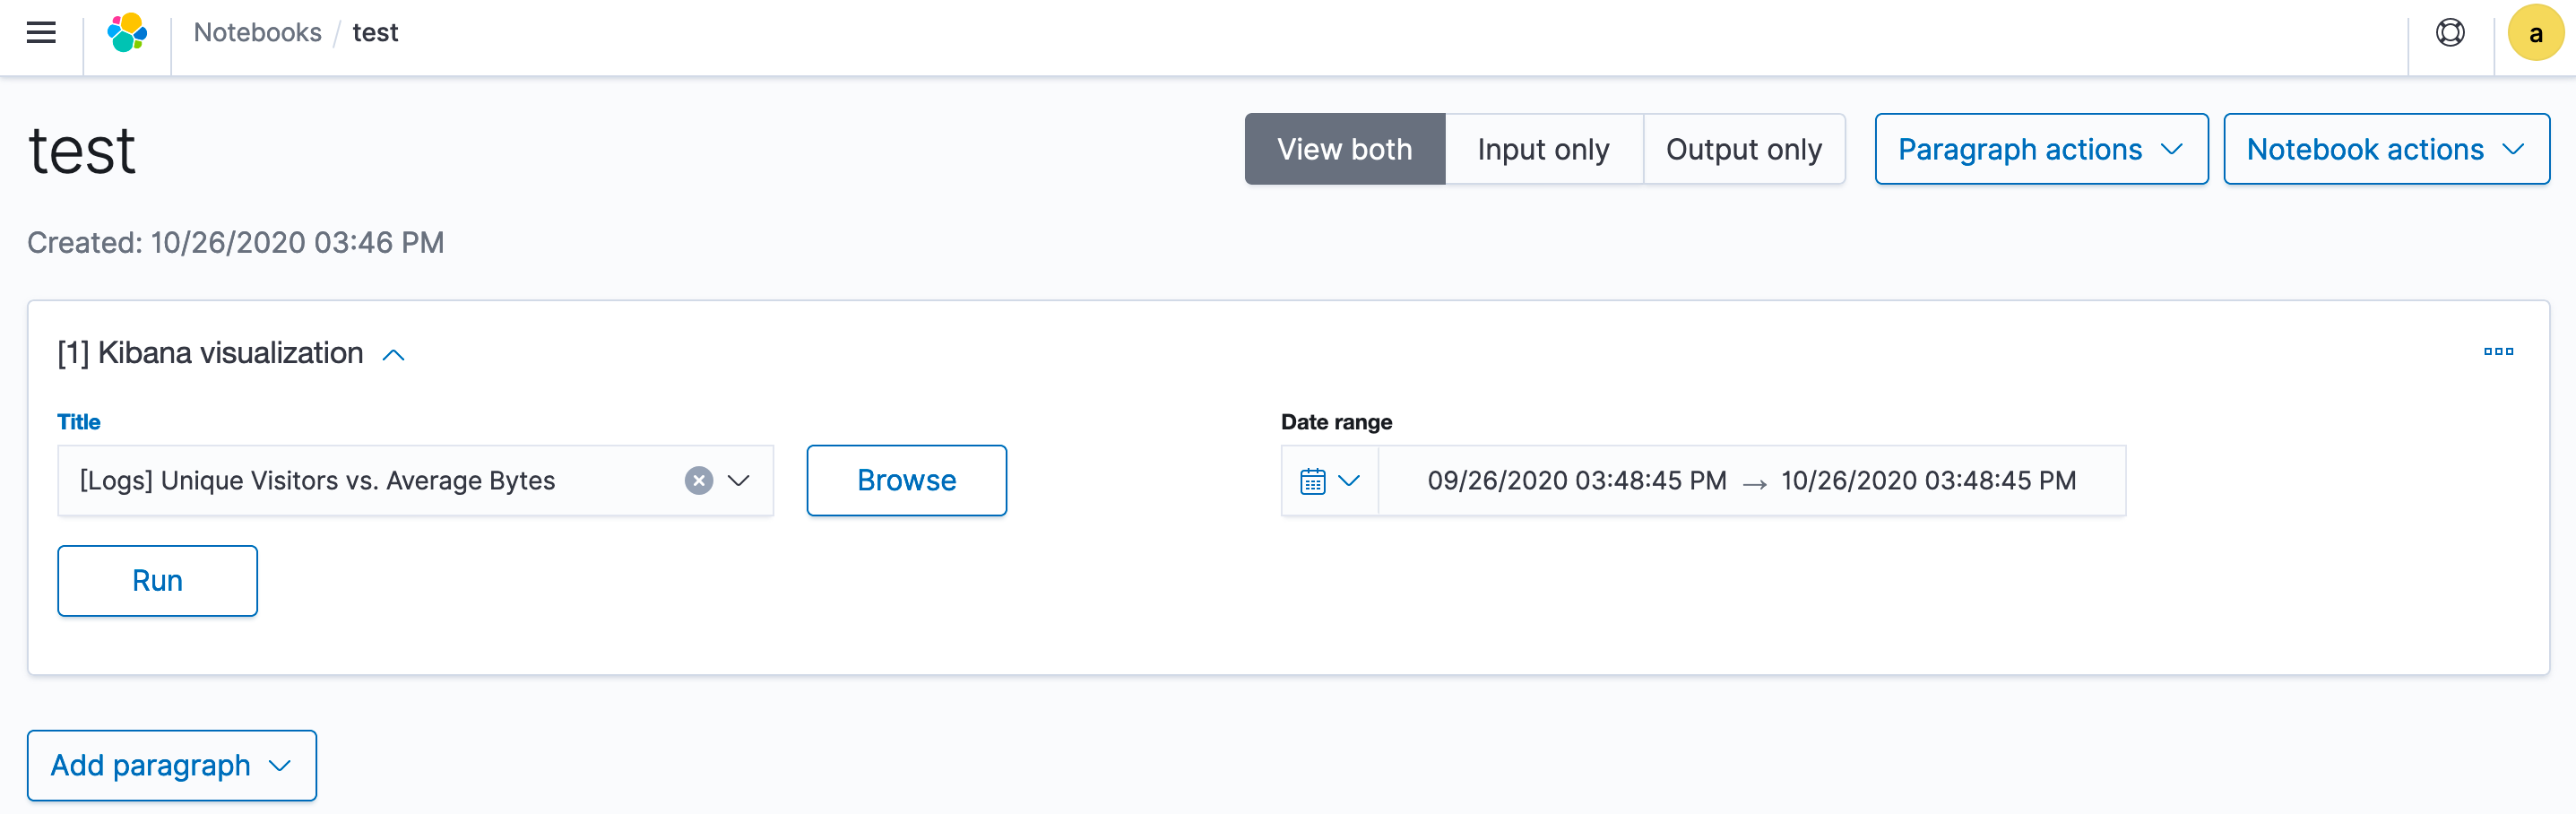 Notebooks / test
a
test
View both
Input only
Output only
Paragraph actions
Notebook actions
Created: 10/26/2020 03:46 PM
[1] Kibana visualization
Title
Date range
[Logs] Unique Visitors vs. Average Bytes
Browse
09/26/2020 03:48:45 PM → 10/26/2020 03:48:45 PM
Run
Add paragraph